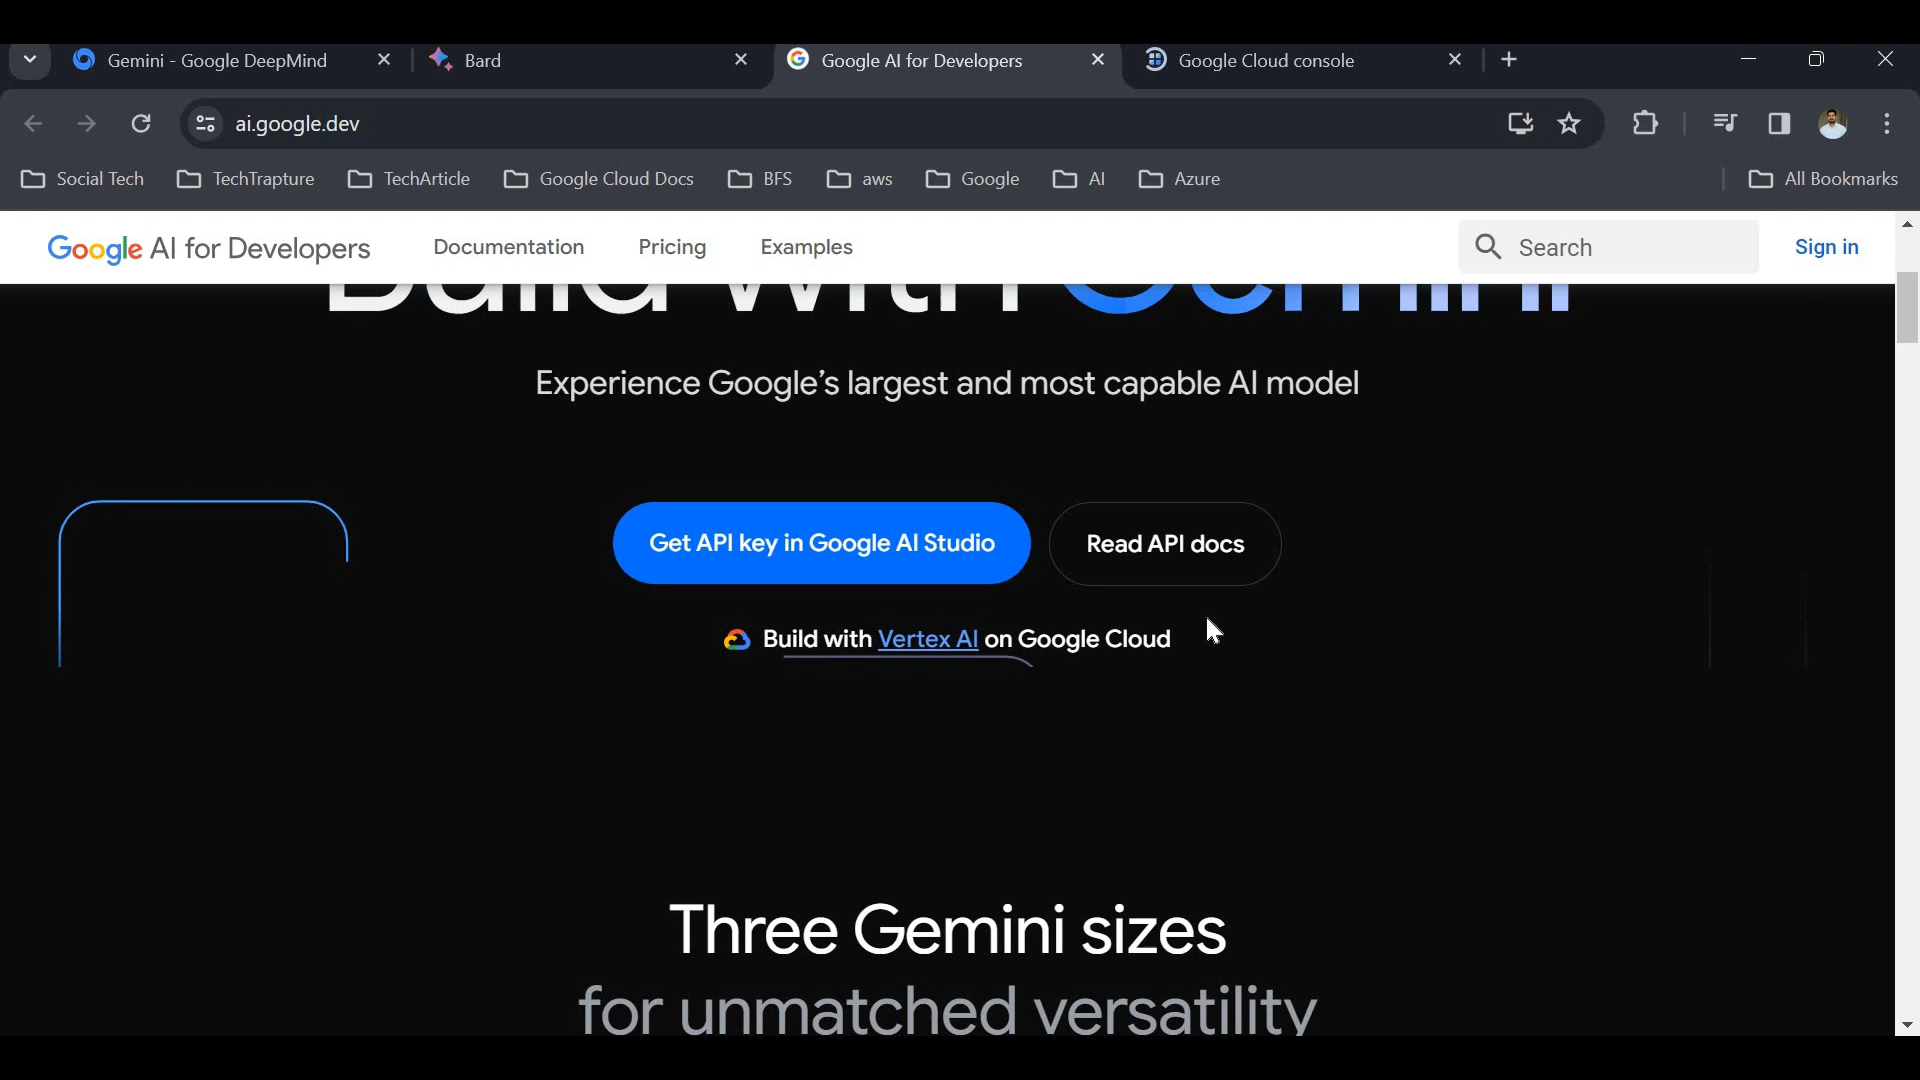 Gemini - Google DeepMind
Bard
Google AI for Developers
Google Cloud console
ai.google.dev
Social Tech
TechTrapture
TechArticle
Google Cloud Docs
BFS
aws
Google
AI
Azure
All Bookmarks
Google AI for Developers
Documentation
Pricing
Examples
Search
Sign in
Build with Gemini
Experience Google’s largest and most capable AI model
Get API key in Google AI Studio
Read API docs
Build with Vertex AI on Google Cloud
Three Gemini sizes
for unmatched versatility